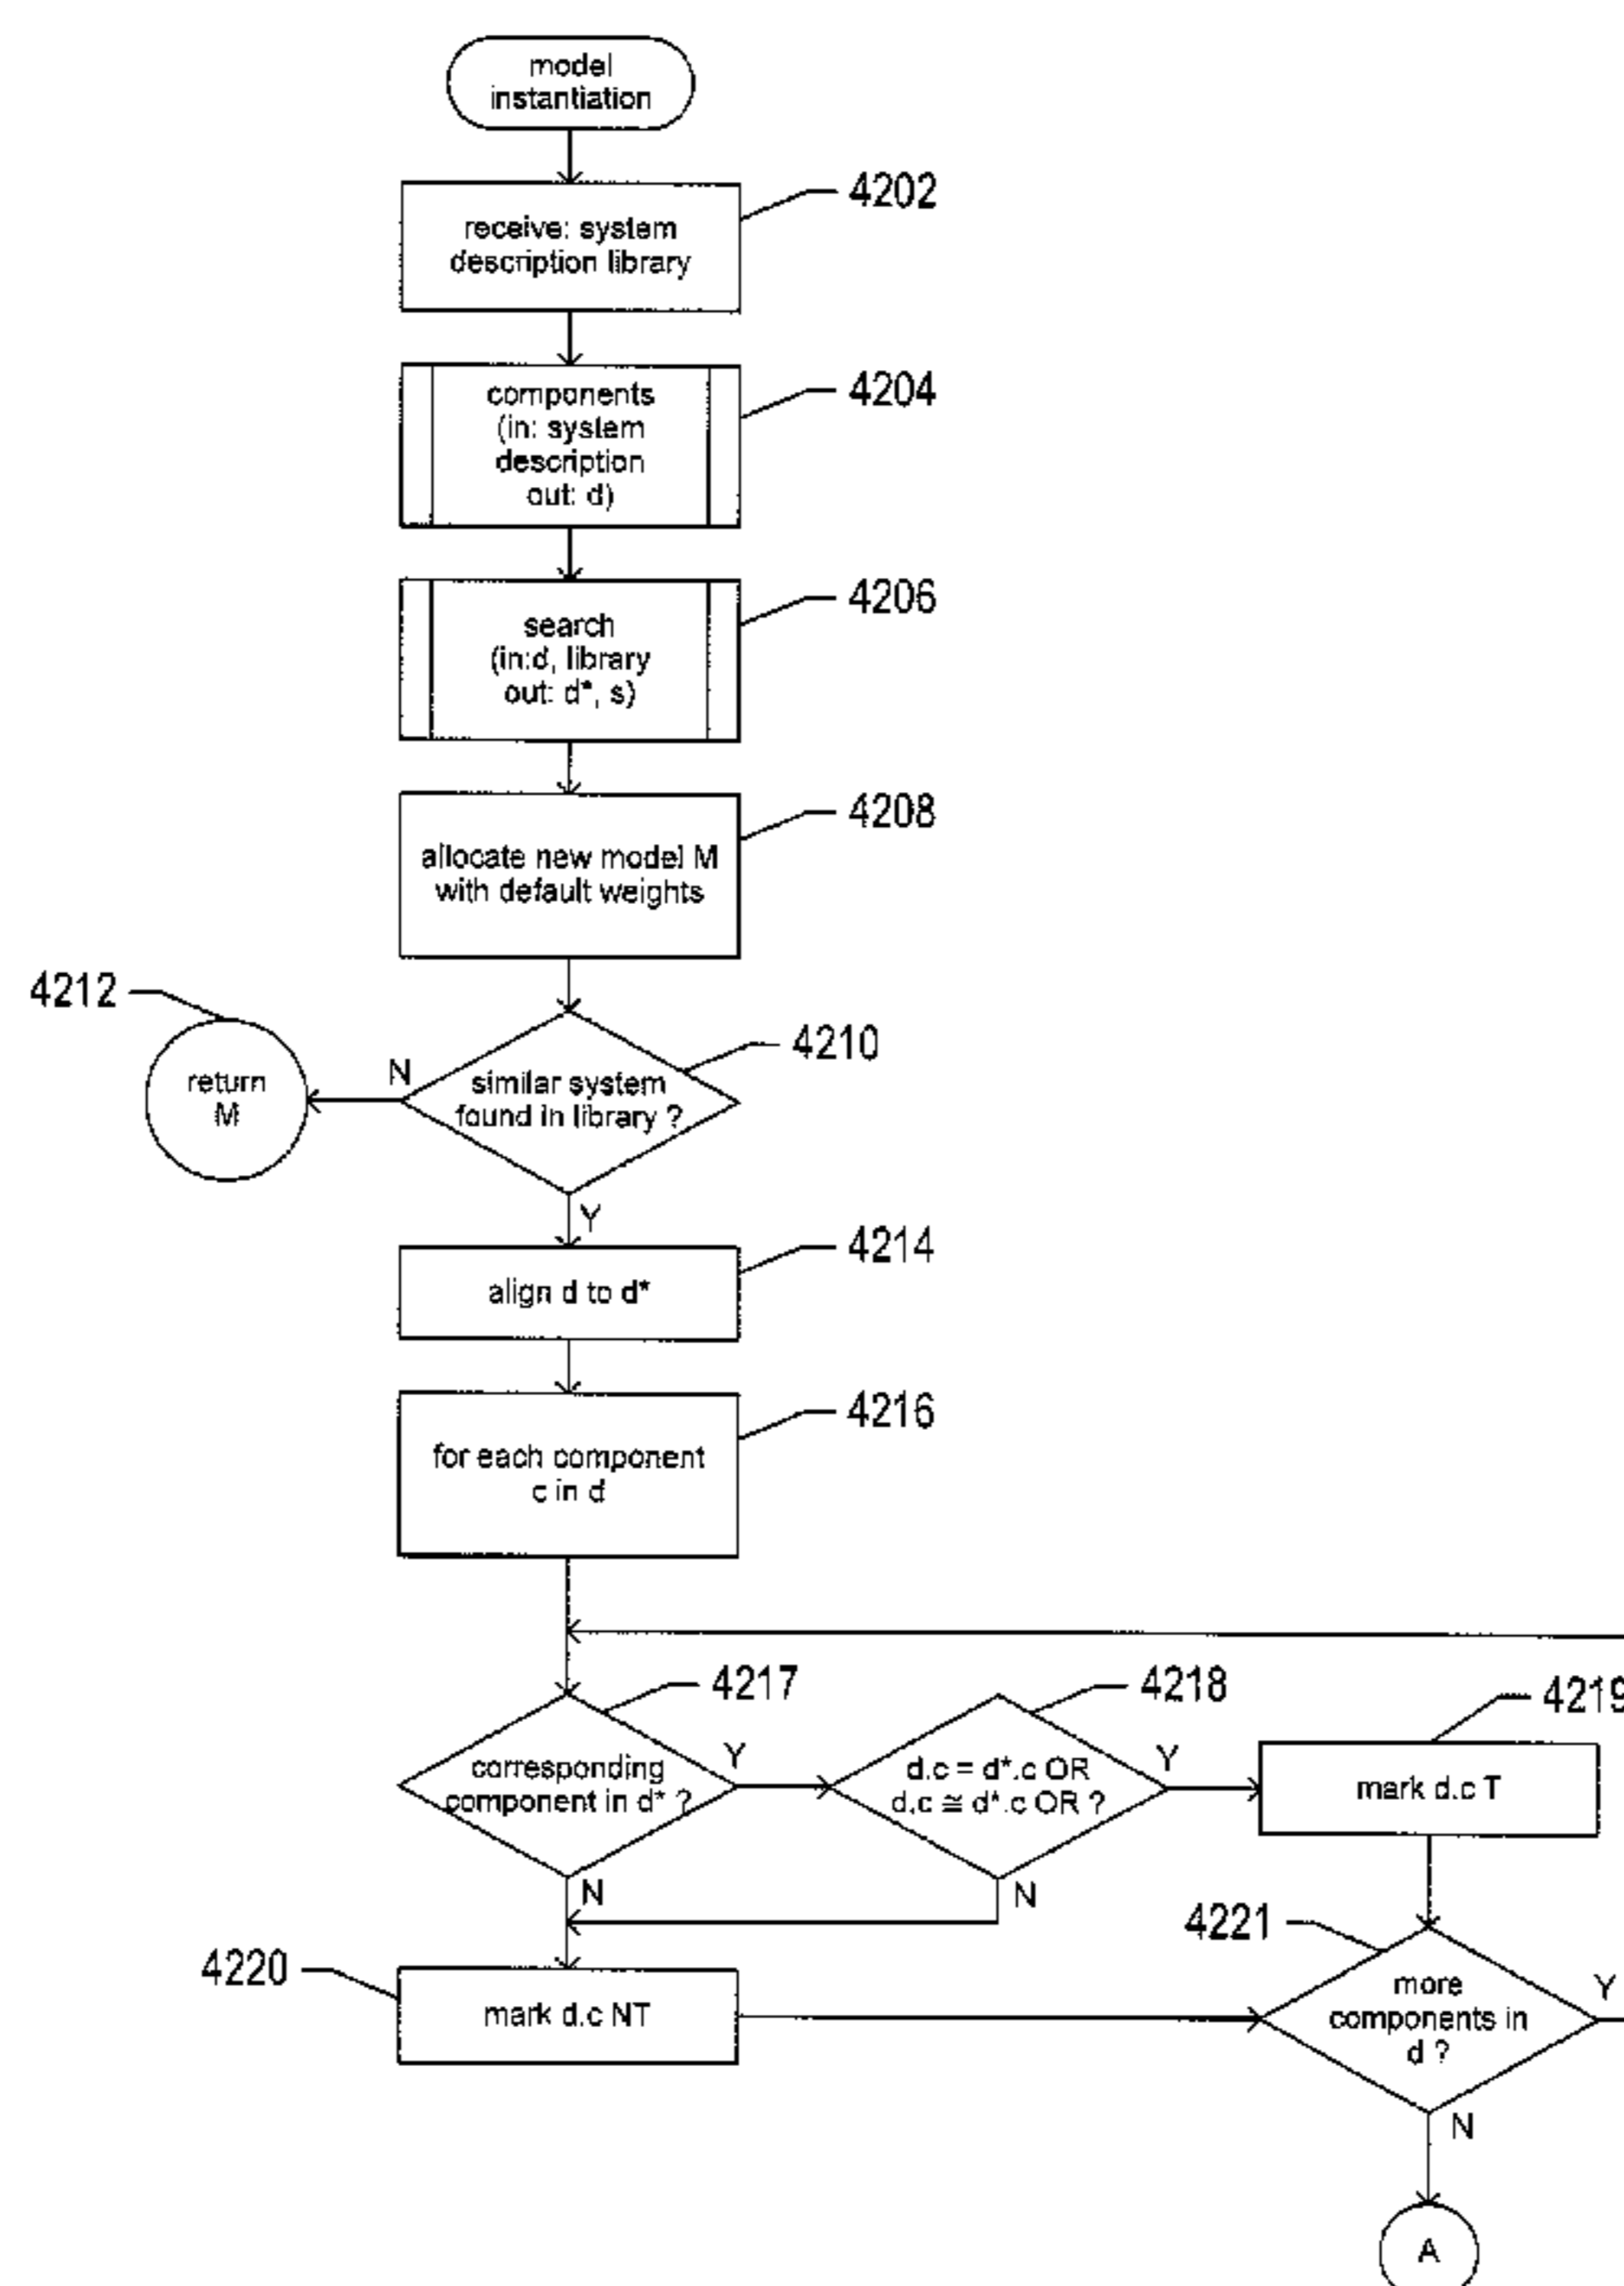 model
instantiation
4202
receive: system
description library
4204
components
(in: system
description
out: d)
4206
search
(in:d, library
out: d*, s)
4208
allocate new model M
with default weights
4212
return
M
N
4210
similar system
found in library ?
Y
4214
align d to d*
4216
for each component
c in d
4217
corresponding
component in d* ?
Y
N
4218
d.c = d*.c OR
d.c ≅ d*.c OR ?
Y
N
4219
mark d.c T
4220
mark d.c NT
4221
more
components in
d ?
Y
N
A